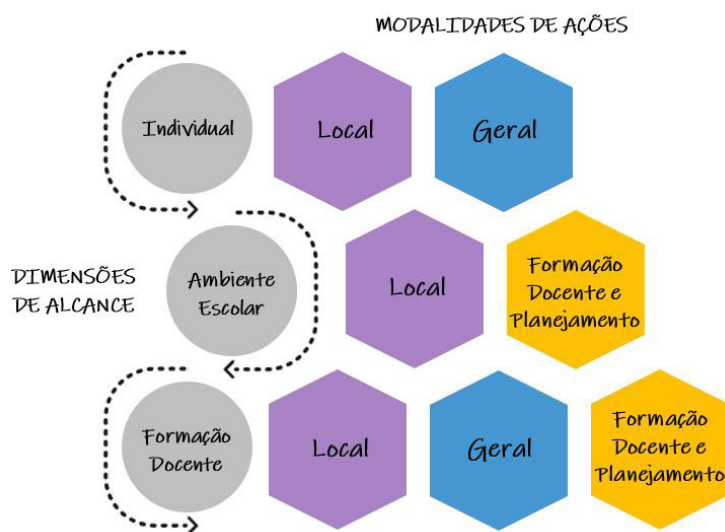 MODALIDADES DE AÇÕES
Individual
Local
Geral
DIMENSÕES
DE ALCANCE
Ambiente
Escolar
Local
Formação
Docente e
Planejamento
Formação
Docente
Local
Geral
Formação
Docente e
Planejamento